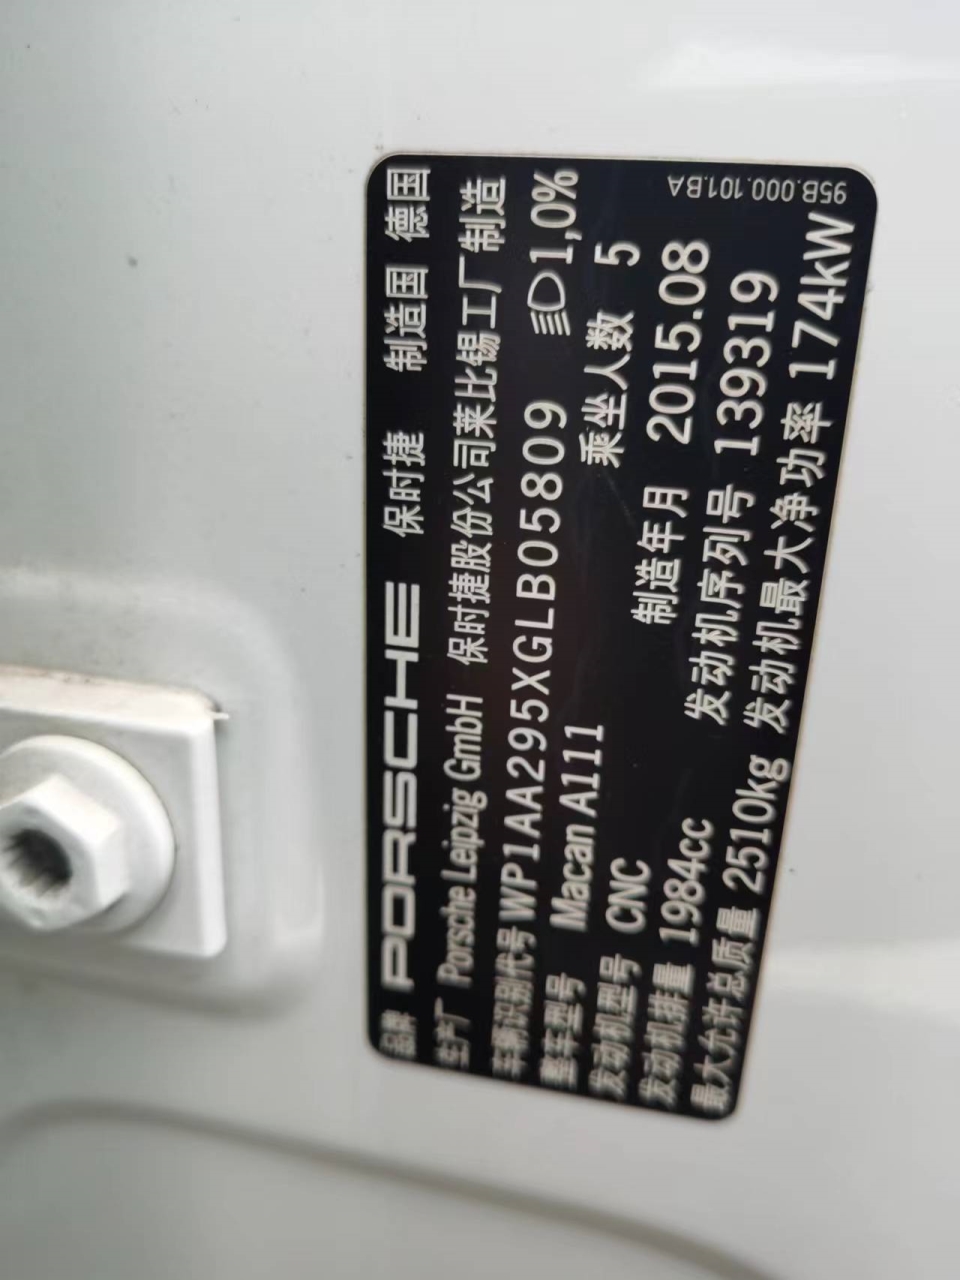 品牌 PORSCHE 保时捷 制造国 德国
生产厂 Porsche Leipzig GmbH 保时捷股份公司莱比锡工厂制造
车辆识别代号 WP1AA295XGLB05809 1,0%
整车型号 Macan A111 乘坐人数 5
发动机型号 CNC 制造年月 2015.08
发动机排量 1984cc 发动机序列号 139319
最大允许总质量 2510kg 发动机最大净功率 174kW
95B.000.101.BA